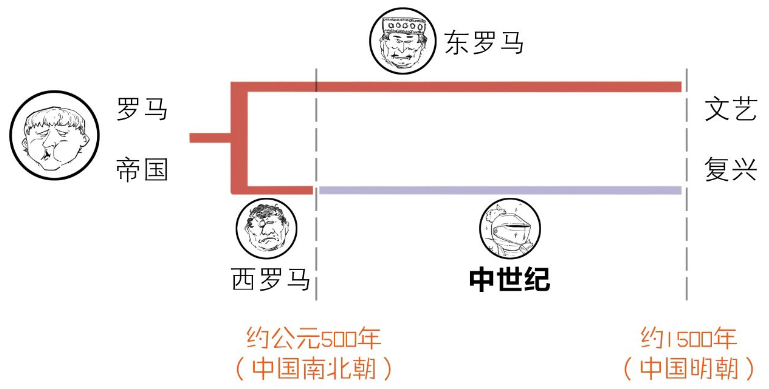 东罗马
罗马
帝国
文艺
复兴
西罗马
中世纪
约公元500年
（中国南北朝）
约1500年
（中国明朝）